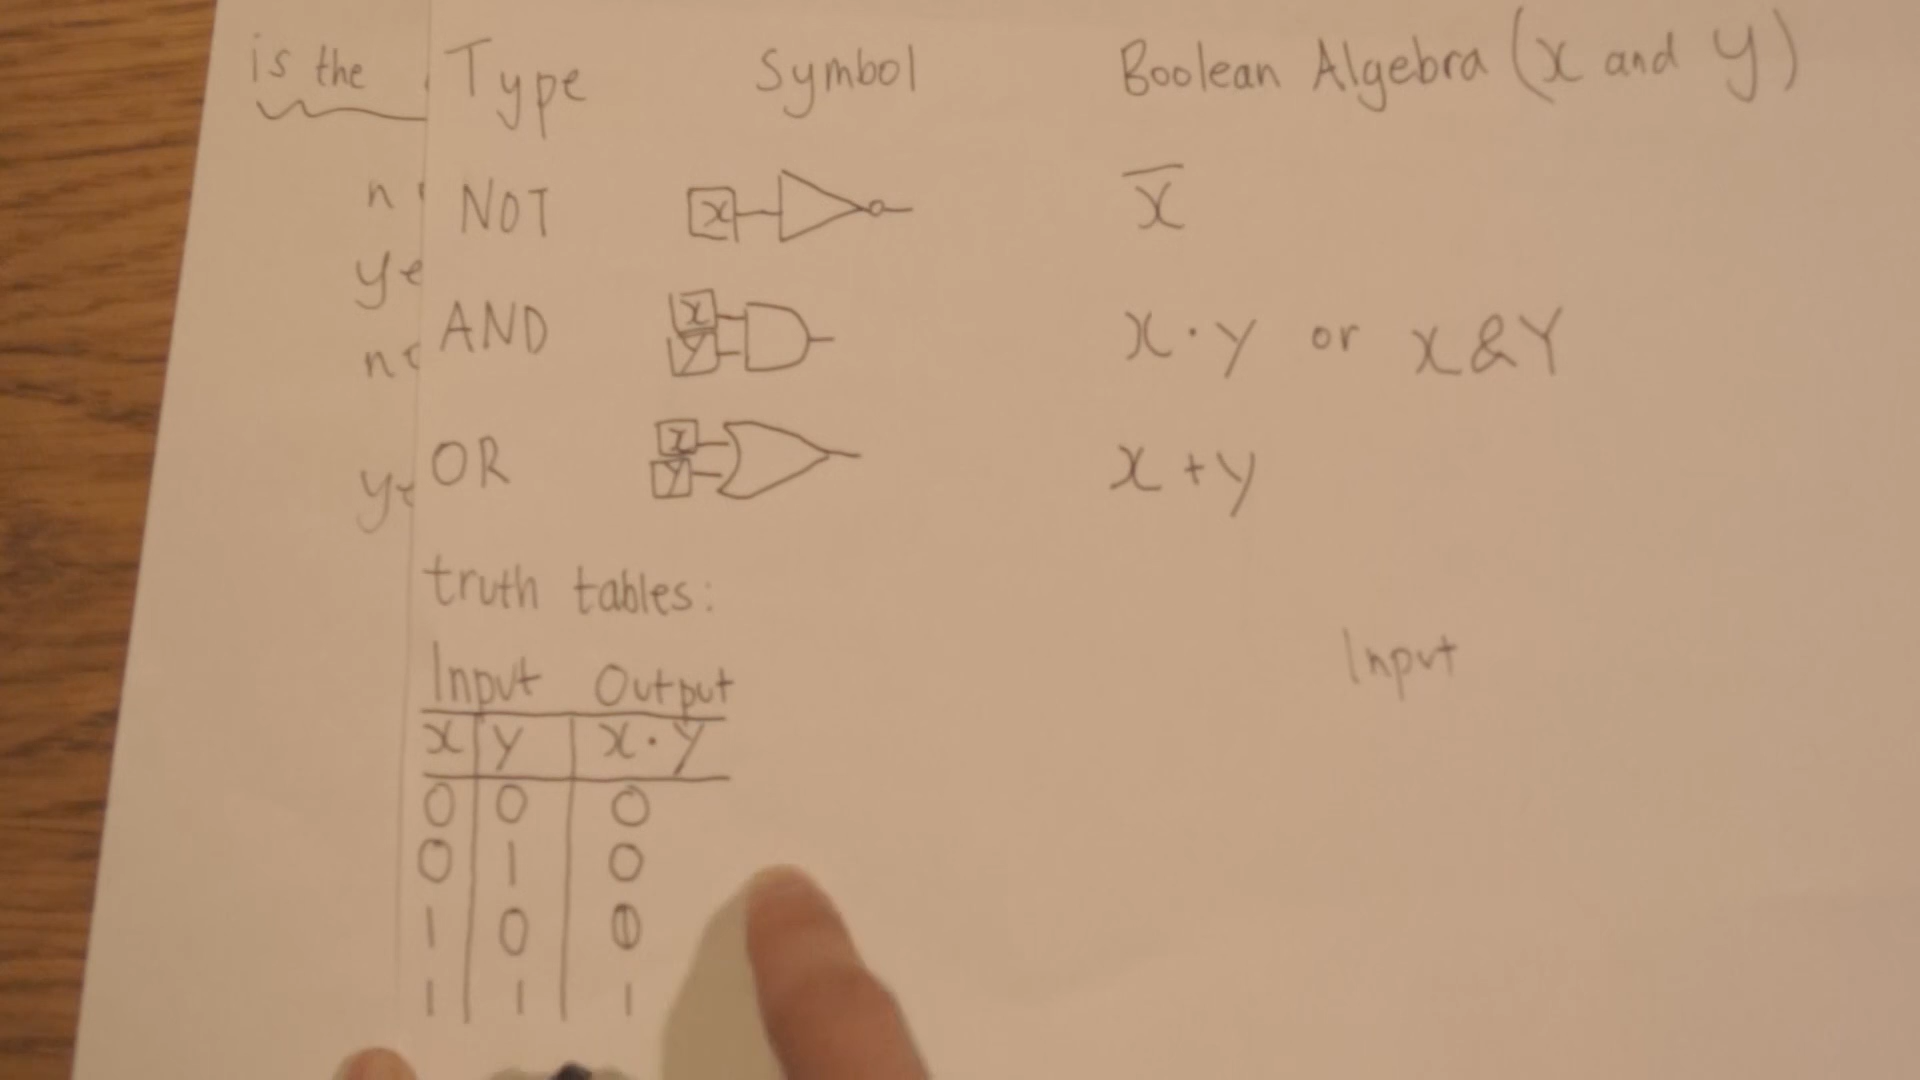 is the
Type Symbol Boolean Algebra (x and y)
NOT x x̅
AND x y x · y or x & Y
OR x y x + y
truth tables:
Input Output
Input
x y x · y
0 0 0
0 1 0
1 0 0
1 1 1